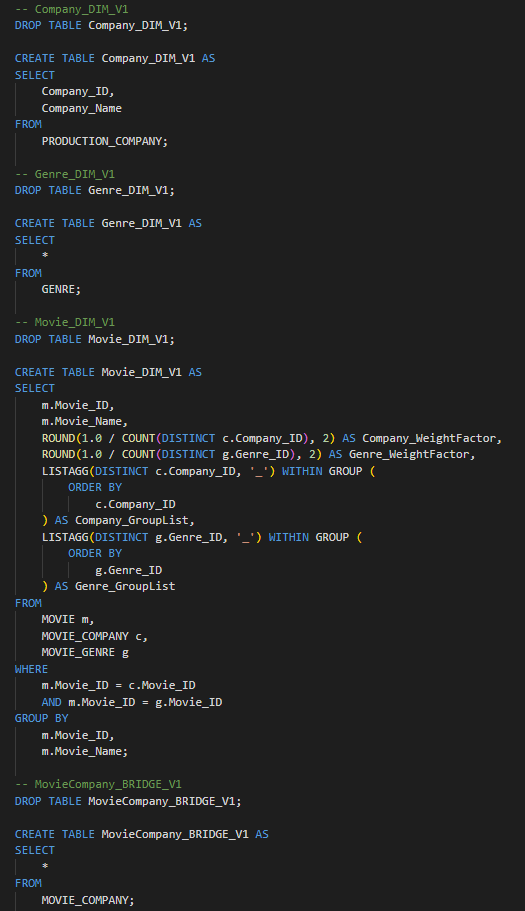 -- Company_DIM_V1
DROP TABLE Company_DIM_V1;
CREATE TABLE Company_DIM_V1 AS
SELECT
Company_ID,
Company_Name
FROM
PRODUCTION_COMPANY;
-- Genre_DIM_V1
DROP TABLE Genre_DIM_V1;
CREATE TABLE Genre_DIM_V1 AS
SELECT
*
FROM
GENRE;
-- Movie_DIM_V1
DROP TABLE Movie_DIM_V1;
CREATE TABLE Movie_DIM_V1 AS
SELECT
m.Movie_ID,
m.Movie_Name,
ROUND(1.0 / COUNT(DISTINCT c.Company_ID), 2) AS Company_WeightFactor,
ROUND(1.0 / COUNT(DISTINCT g.Genre_ID), 2) AS Genre_WeightFactor,
LISTAGG(DISTINCT c.Company_ID, '_') WITHIN GROUP (
ORDER BY
c.Company_ID
) AS Company_GroupList,
LISTAGG(DISTINCT g.Genre_ID, '_') WITHIN GROUP (
ORDER BY
g.Genre_ID
) AS Genre_GroupList
FROM
MOVIE m,
MOVIE_COMPANY c,
MOVIE_GENRE g
WHERE
m.Movie_ID = c.Movie_ID
AND m.Movie_ID = g.Movie_ID
GROUP BY
m.Movie_ID,
m.Movie_Name;
-- MovieCompany_BRIDGE_V1
DROP TABLE MovieCompany_BRIDGE_V1;
CREATE TABLE MovieCompany_BRIDGE_V1 AS
SELECT
*
FROM
MOVIE_COMPANY;